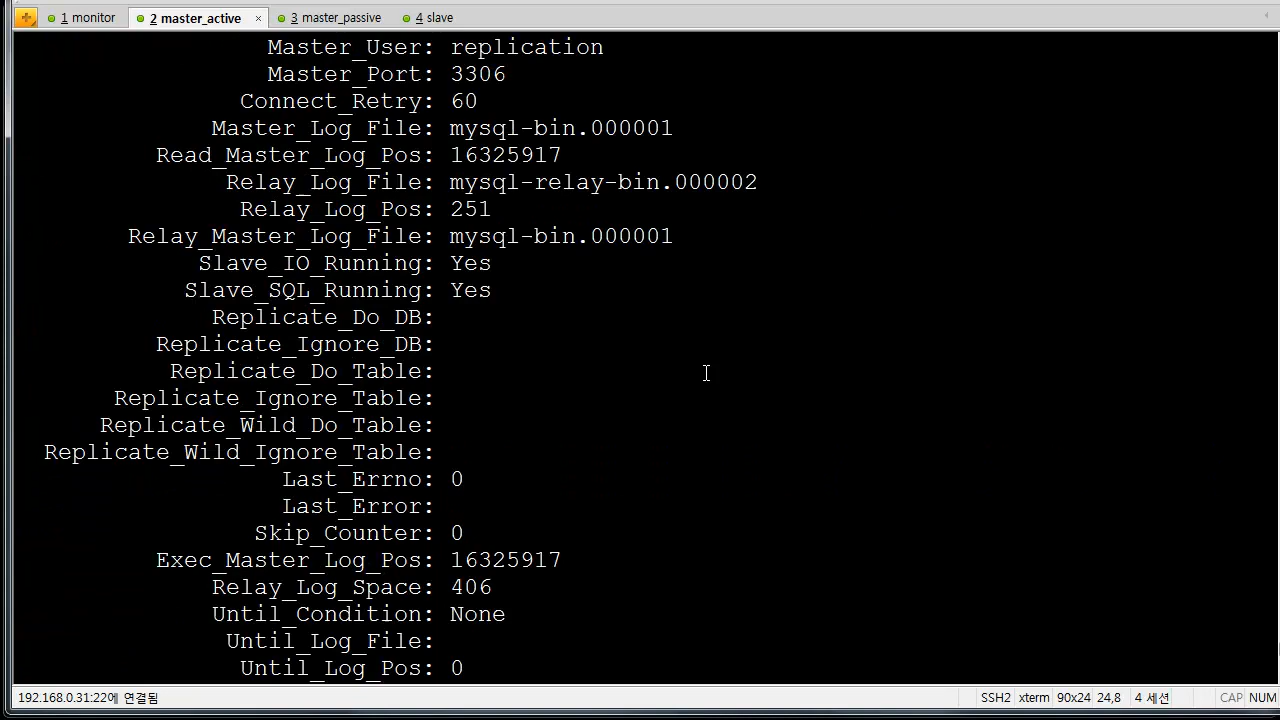 1 monitor 2 master_active × 3 master_passive 4 slave
Master_User: replication
Master_Port: 3306
Connect_Retry: 60
Master_Log_File: mysql-bin.000001
Read_Master_Log_Pos: 16325917
Relay_Log_File: mysql-relay-bin.000002
Relay_Log_Pos: 251
Relay_Master_Log_File: mysql-bin.000001
Slave_IO_Running: Yes
Slave_SQL_Running: Yes
Replicate_Do_DB:
Replicate_Ignore_DB:
Replicate_Do_Table:
Replicate_Ignore_Table:
Replicate_Wild_Do_Table:
Replicate_Wild_Ignore_Table:
Last_Errno: 0
Last_Error:
Skip_Counter: 0
Exec_Master_Log_Pos: 16325917
Relay_Log_Space: 406
Until_Condition: None
Until_Log_File:
Until_Log_Pos: 0
192.168.0.31:22에 연결됨 SSH2 xterm 90x24 24,8 4 세션 CAP NUM